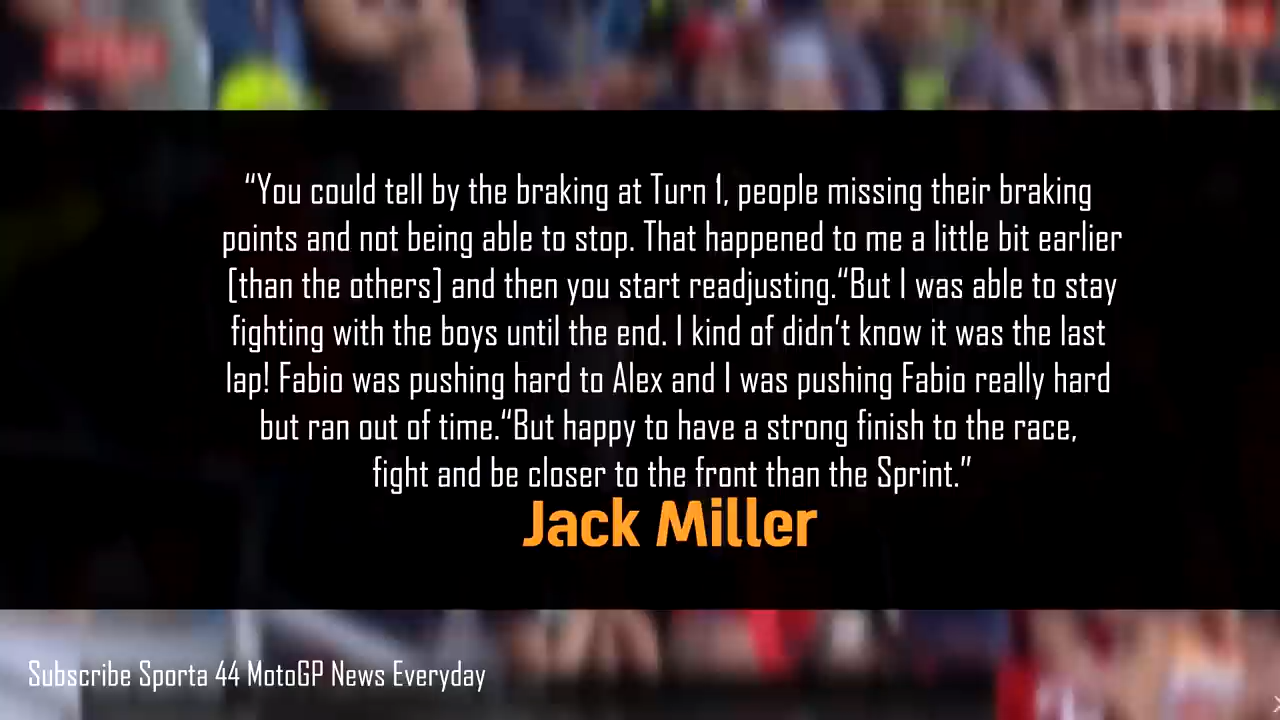 “You could tell by the braking at Turn 1, people missing their braking
points and not being able to stop. That happened to me a little bit earlier
[than the others] and then you start readjusting.“But I was able to stay
fighting with the boys until the end. I kind of didn’t know it was the last
lap! Fabio was pushing hard to Alex and I was pushing Fabio really hard
but ran out of time.“But happy to have a strong finish to the race,
fight and be closer to the front than the Sprint.”
Jack Miller
Subscribe Sporta 44 MotoGP News Everyday